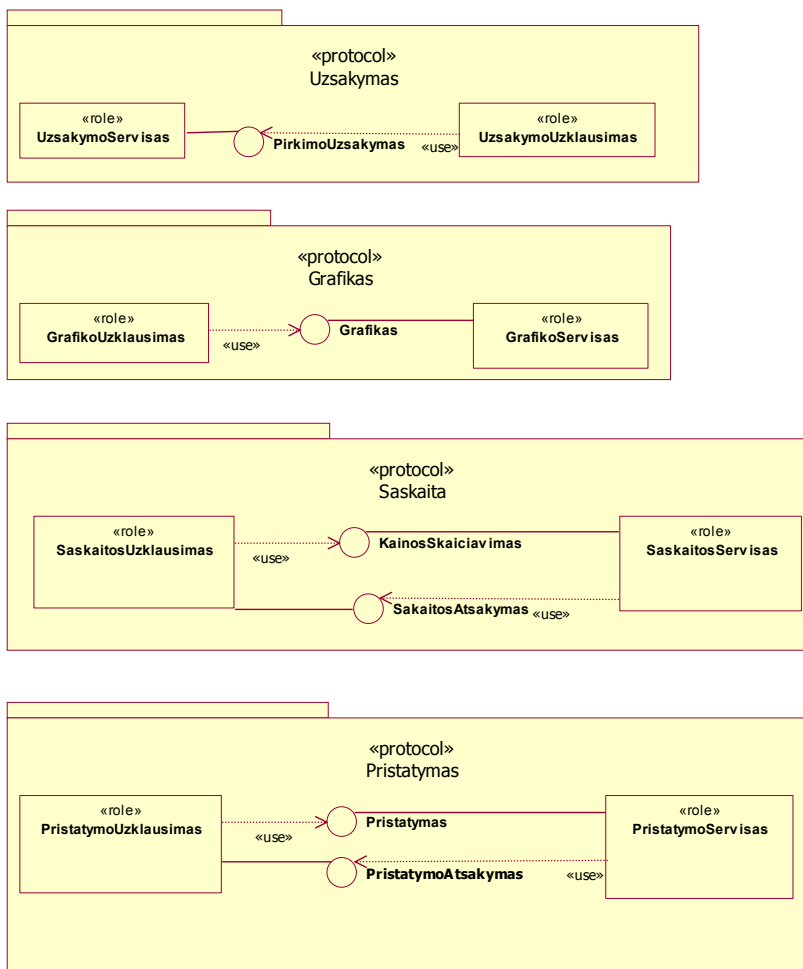 «protocol»
Uzsakymas
«role»
UzsakymoServisas
PirkimoUzsakymas
«use»
«role»
UzsakymoUzklausimas
«protocol»
Grafikas
«role»
GrafikoUzklausimas
«use»
Grafikas
«role»
GrafikoServisas
«protocol»
Saskaita
«role»
SaskaitosUzklausimas
«use»
KainosSkaiciavimas
«role»
SaskaitosServisas
SakaitosAtsakymas
«use»
«protocol»
Pristatymas
«role»
PristatymoUzklausimas
«use»
Pristatymas
«role»
PristatymoServisas
PristatymoAtsakymas
«use»